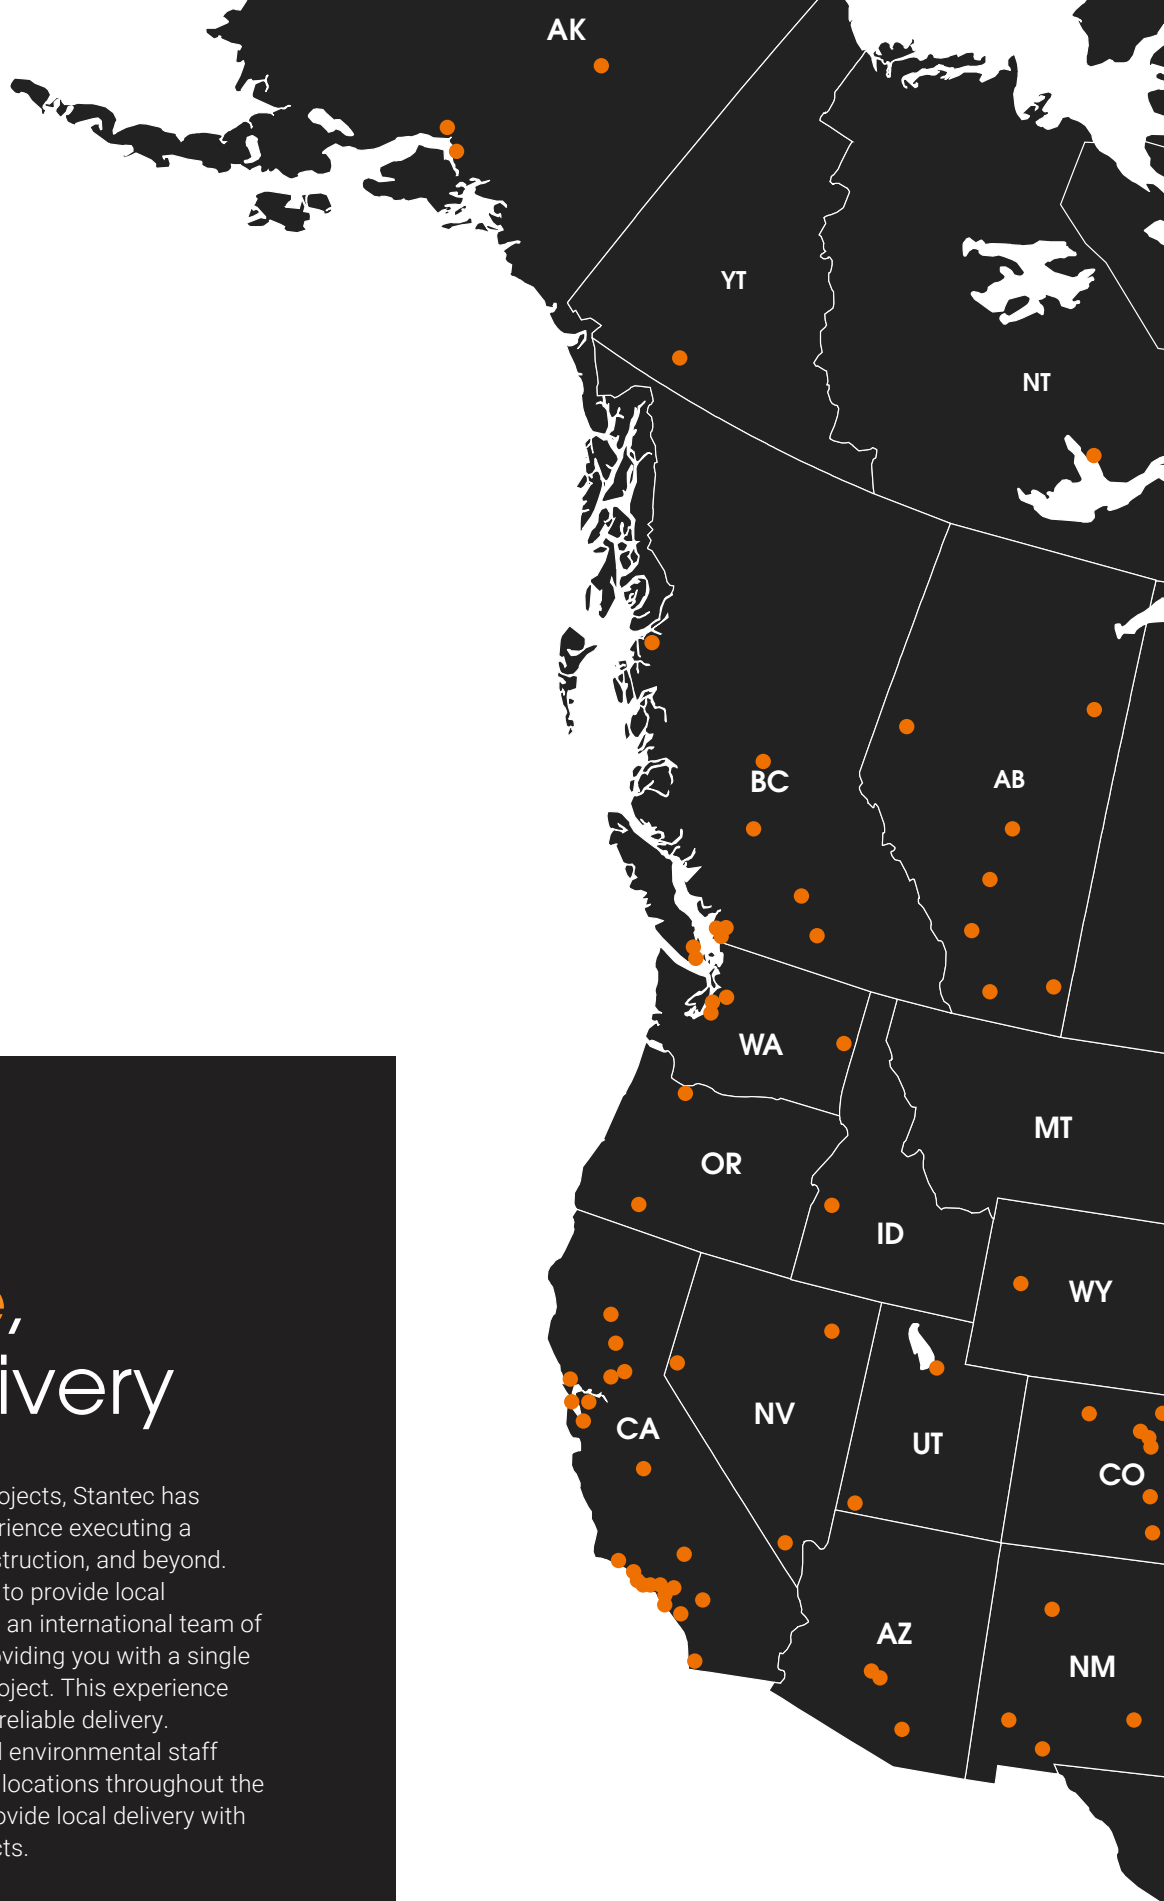 AK
YT
NT
BC
AB
WA
MT
OR
ID
WY
NV
CA
UT
CO
AZ
NM
,
ivery
ojects, Stantec has
rience executing a
struction, and beyond.
to provide local
an international team of
oviding you with a single
oject. This experience
reliable delivery.
l environmental staff
locations throughout the
ovide local delivery with
cts.